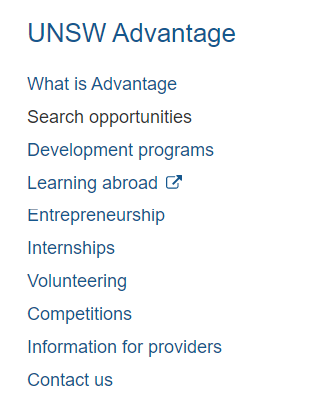 UNSW Advantage
What is Advantage
Search opportunities
Development programs
Learning abroad
Entrepreneurship
Internships
Volunteering
Competitions
Information for providers
Contact us